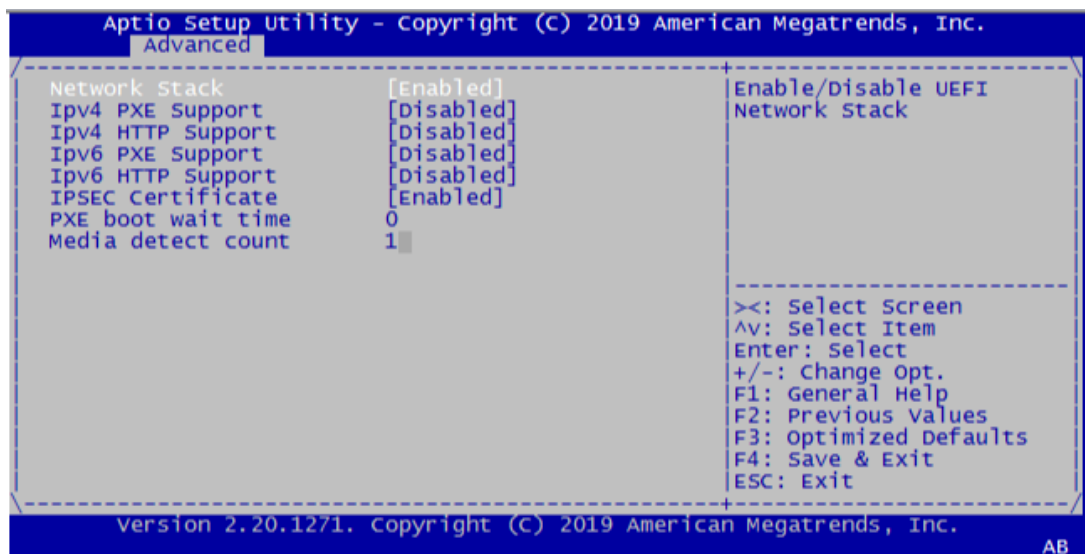 Aptio Setup Utility – Copyright (C) 2019 American Megatrends, Inc.
Advanced
Network Stack [Enabled]
Ipv4 PXE Support [Disabled]
Ipv4 HTTP Support [Disabled]
Ipv6 PXE Support [Disabled]
Ipv6 HTTP Support [Disabled]
IPSEC Certificate [Enabled]
PXE boot wait time 0
Media detect count 1
Enable/Disable UEFI
Network Stack
><: Select Screen
^v: Select Item
Enter: Select
+/-: Change Opt.
F1: General Help
F2: Previous Values
F3: Optimized Defaults
F4: Save & Exit
ESC: Exit
Version 2.20.1271. Copyright (C) 2019 American Megatrends, Inc.
AB